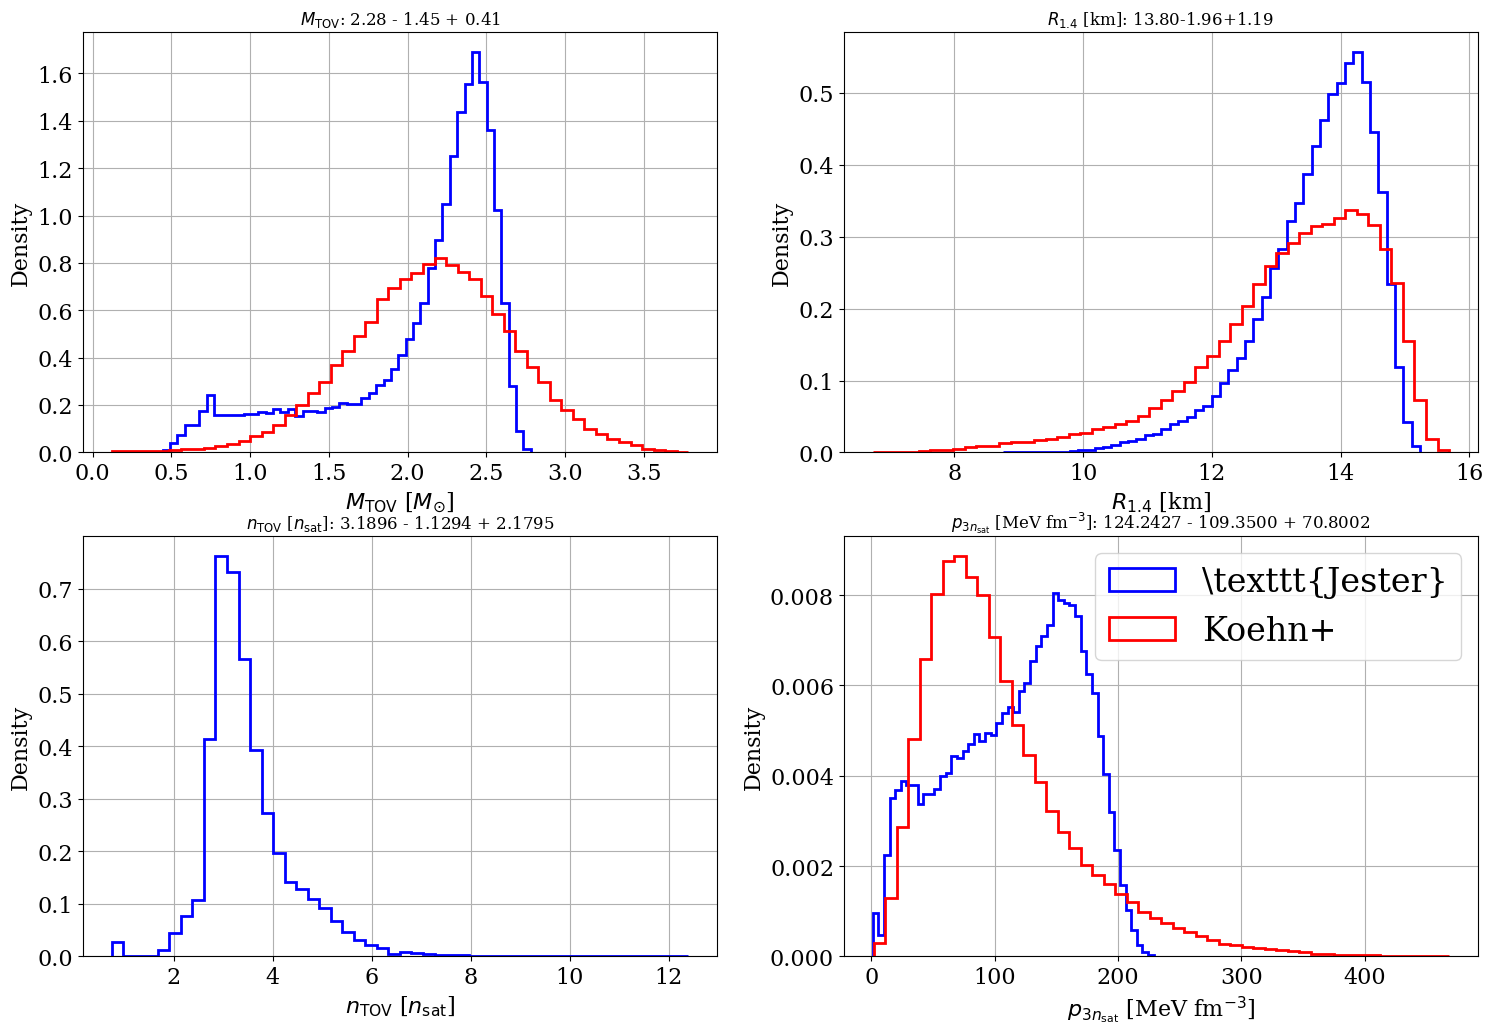 M_TOV: 2.28 - 1.45 + 0.41
Density
1.6
1.4
1.2
1.0
0.8
0.6
0.4
0.2
0.0
0.0 0.5 1.0 1.5 2.0 2.5 3.0 3.5
M_TOV [M_⊙]
R_1.4 [km]: 13.80-1.96+1.19
Density
0.5
0.4
0.3
0.2
0.1
0.0
8 10 12 14 16
R_1.4 [km]
n_TOV [n_sat]: 3.1896 - 1.1294 + 2.1795
Density
0.7
0.6
0.5
0.4
0.3
0.2
0.1
0.0
2 4 6 8 10 12
n_TOV [n_sat]
p_3n_sat [MeV fm^−3]: 124.2427 - 109.3500 + 70.8002
\texttt{Jester}
Koehn+
Density
0.008
0.006
0.004
0.002
0.000
0 100 200 300 400
p_3n_sat [MeV fm^−3]